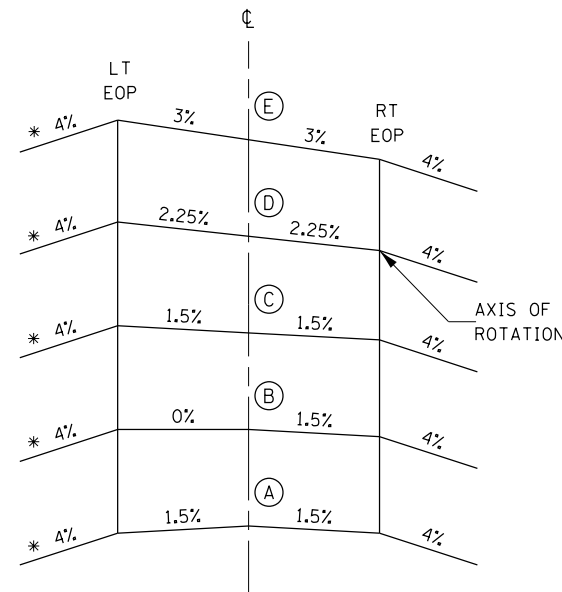 ℄
LT
EOP
RT
EOP
E
* 4% 3% 3% 4%
D
* 4% 2.25% 2.25% 4%
AXIS OF
ROTATION
C
* 4% 1.5% 1.5% 4%
B
* 4% 0% 1.5% 4%
A
* 4% 1.5% 1.5% 4%